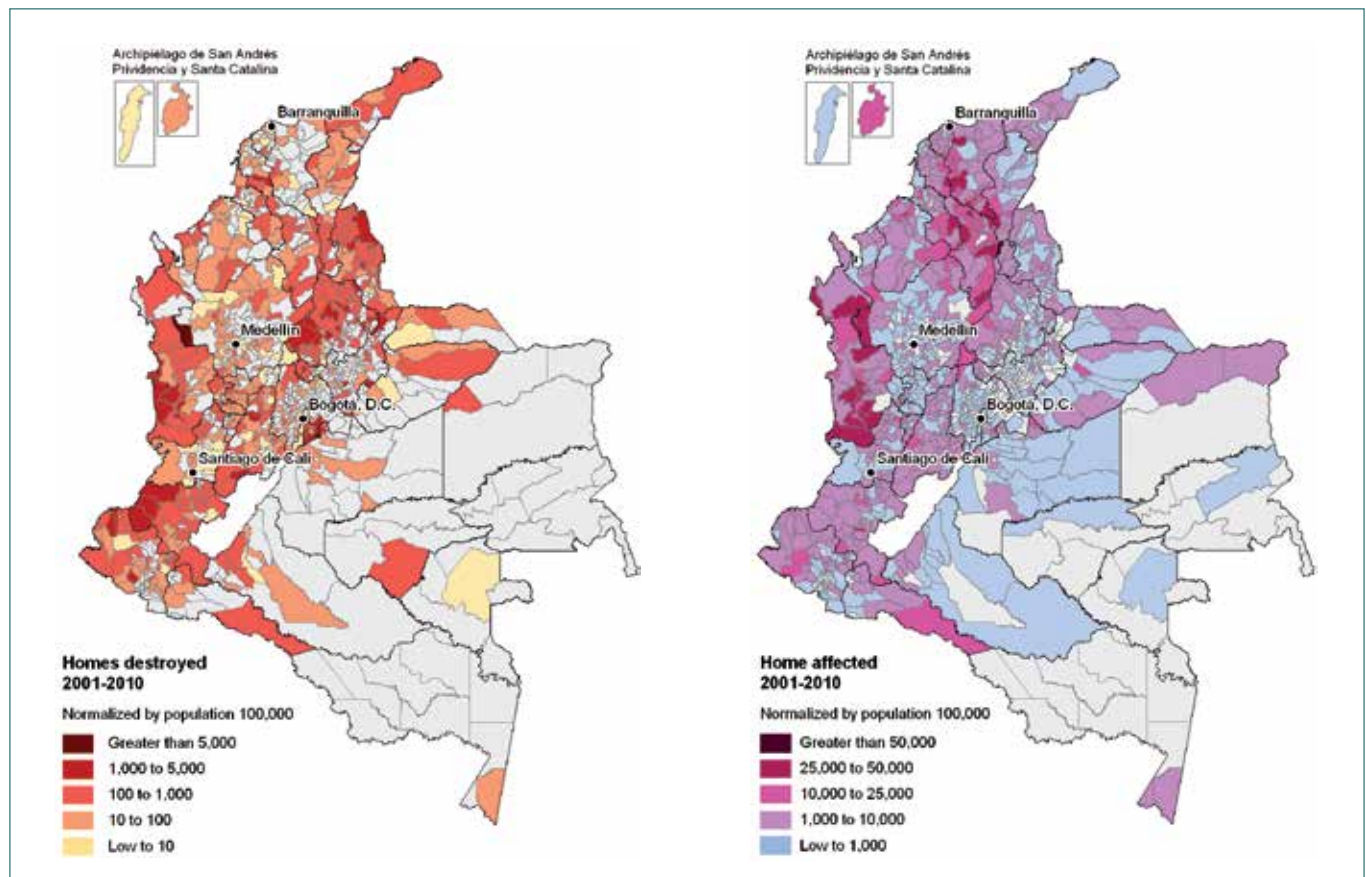 Archipiélago de San Andrés
Prividencia y Santa Catalina
Barranquilla
Medellín
Bogotá, D.C.
Santiago de Cali
Homes destroyed
2001-2010
Normalized by population 100,000
Greater than 5,000
1,000 to 5,000
100 to 1,000
10 to 100
Low to 10
Archipiélago de San Andrés
Prividencia y Santa Catalina
Barranquilla
Medellín
Bogotá, D.C.
Santiago de Cali
Home affected
2001-2010
Normalized by population 100,000
Greater than 50,000
25,000 to 50,000
10,000 to 25,000
1,000 to 10,000
Low to 1,000